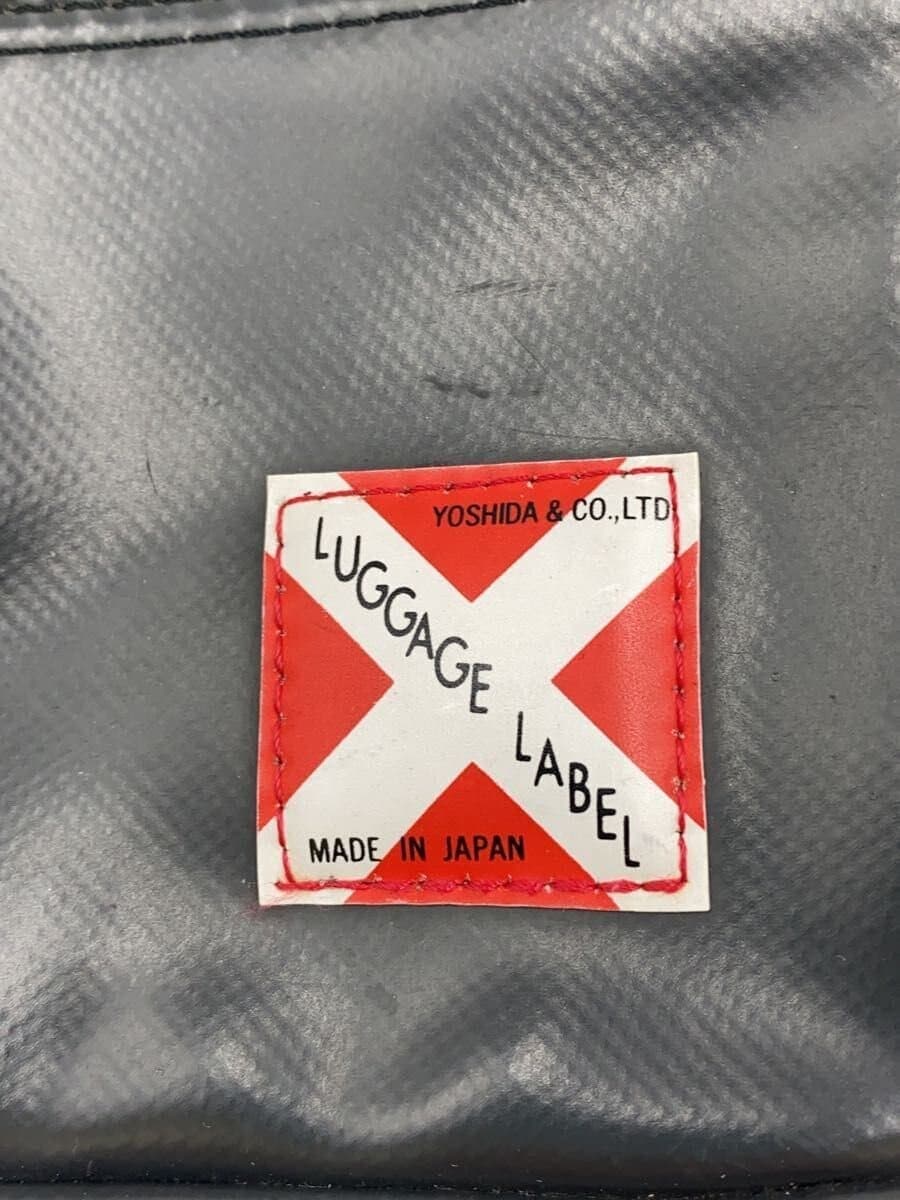 YOSHIDA & CO.,LTD
LUGGAGE LABEL
MADE IN JAPAN